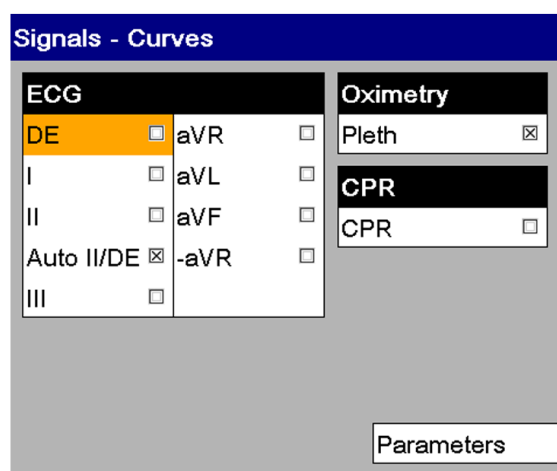 Signals - Curves
ECG
DE
aVR
I
aVL
II
aVF
Auto II/DE
-aVR
III
Oximetry
Pleth
CPR
CPR
Parameters